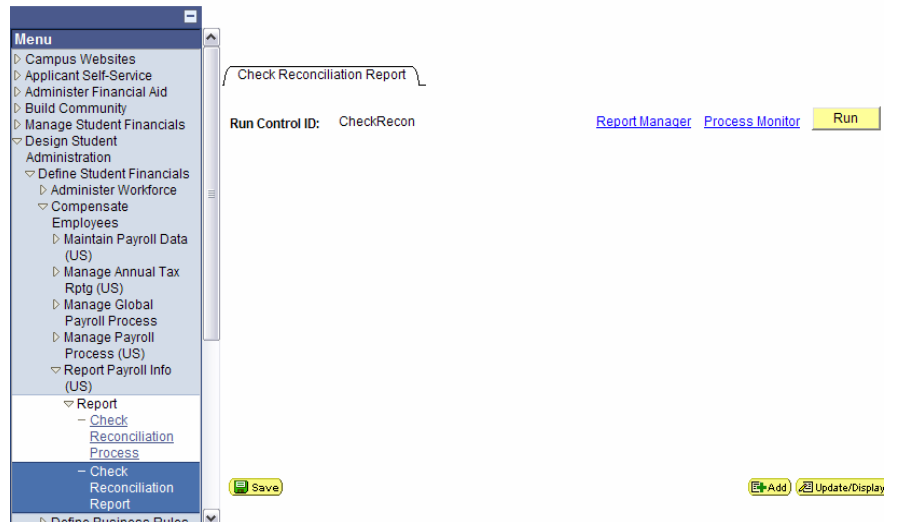 Menu
Campus Websites
Applicant Self-Service
Administer Financial Aid
Build Community
Manage Student Financials
Design Student
Administration
Define Student Financials
Administer Workforce
Compensate
Employees
Maintain Payroll Data
(US)
Manage Annual Tax
Rptg (US)
Manage Global
Payroll Process
Manage Payroll
Process (US)
Report Payroll Info
(US)
Report
Check
Reconciliation
Process
Check
Reconciliation
Report
Define Business Rules
Check Reconciliation Report
Run Control ID: CheckRecon Report Manager Process Monitor Run
Save Add Update/Display